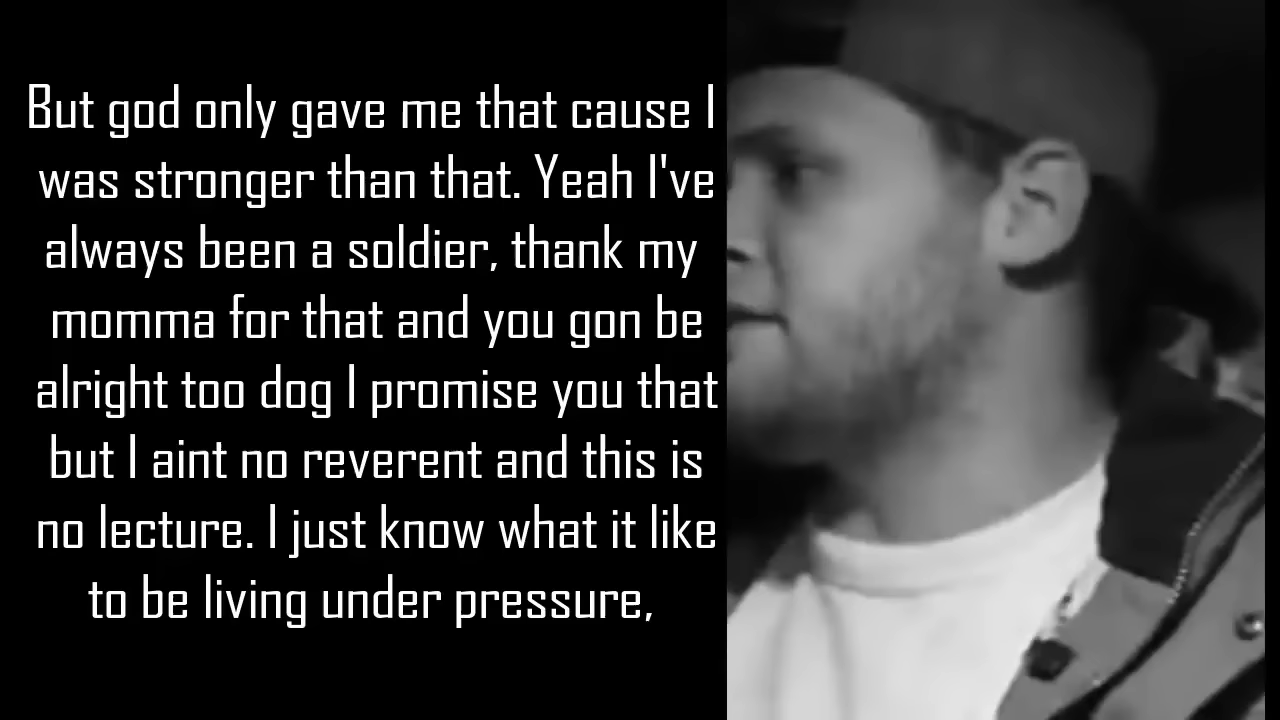 But god only gave me that cause I
was stronger than that. Yeah I've
always been a soldier, thank my
momma for that and you gon be
alright too dog I promise you that
but I aint no reverent and this is
no lecture. I just know what it like
to be living under pressure,